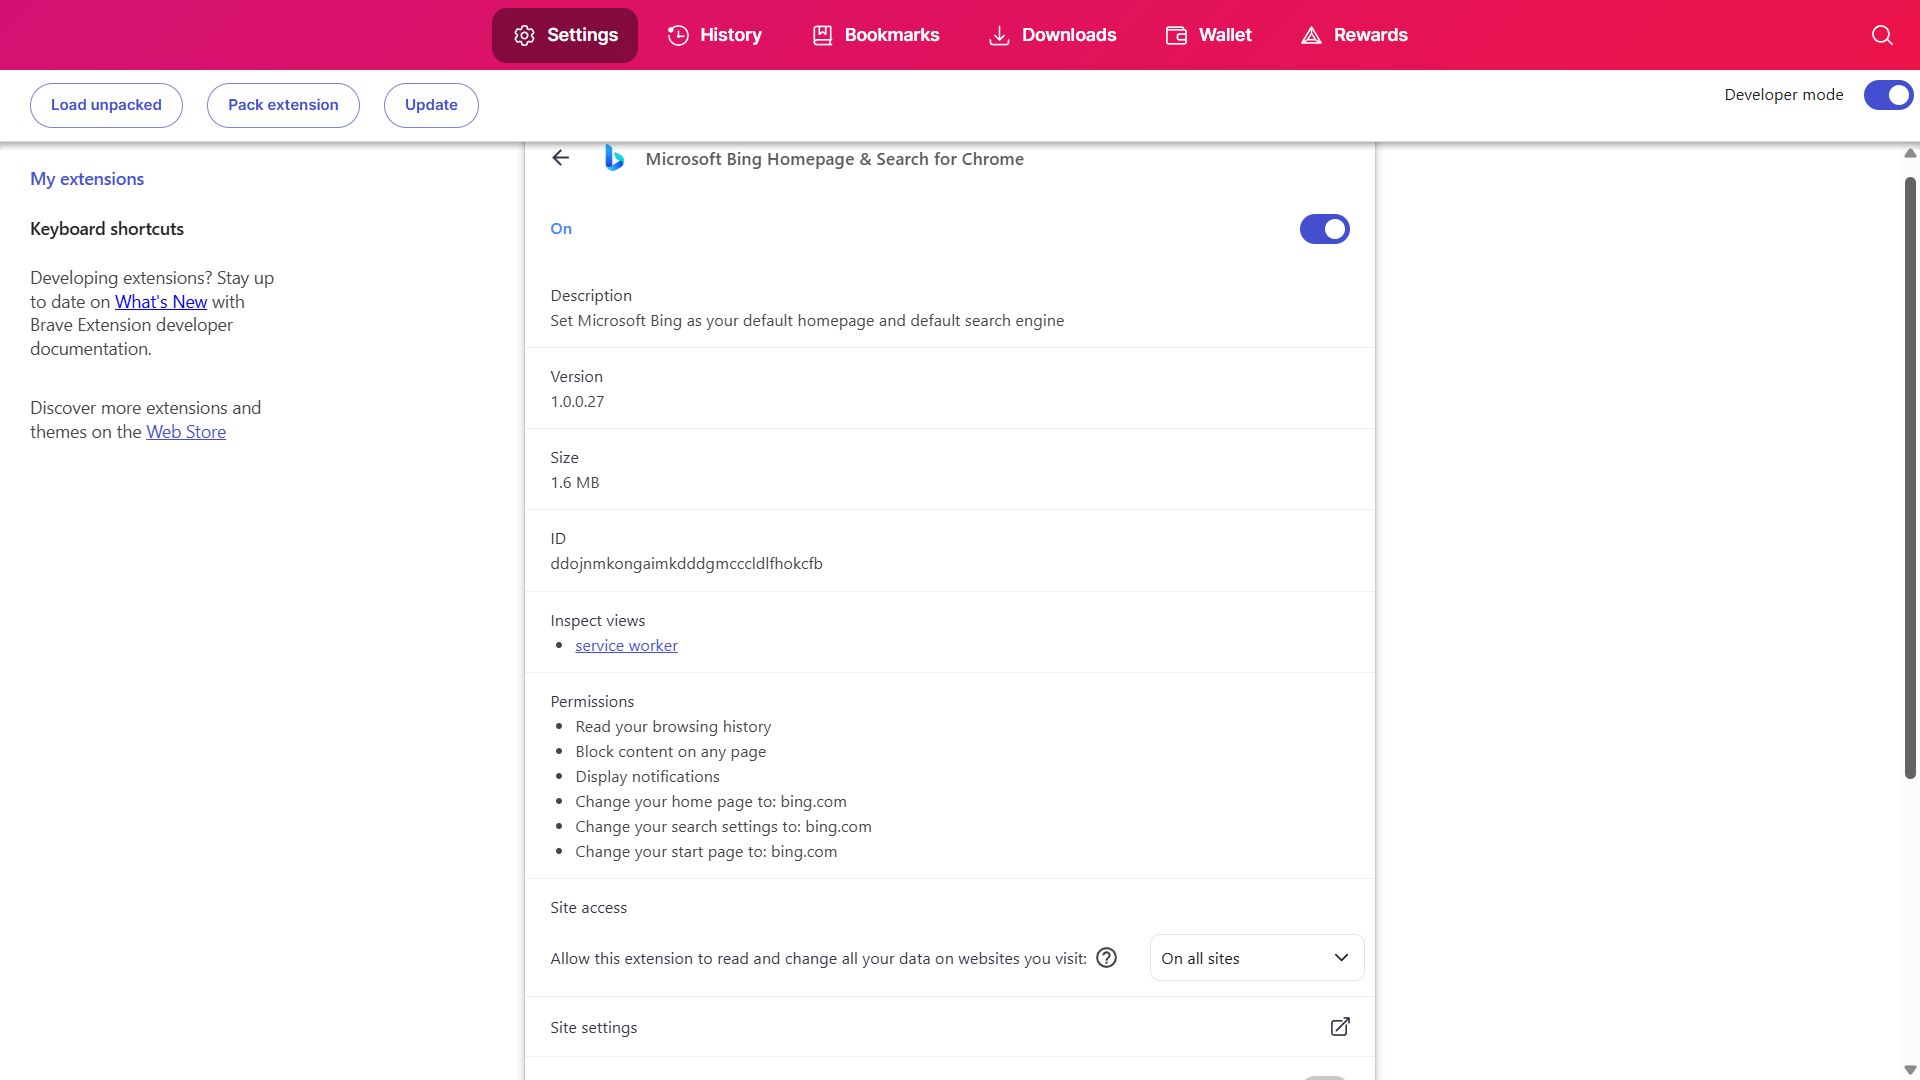 Settings
History
Bookmarks
Downloads
Wallet
Rewards
Load unpacked
Pack extension
Update
Developer mode
My extensions
Keyboard shortcuts
Developing extensions? Stay up
to date on What's New with
Brave Extension developer
documentation.
Discover more extensions and
themes on the Web Store
Microsoft Bing Homepage & Search for Chrome
On
Description
Set Microsoft Bing as your default homepage and default search engine
Version
1.0.0.27
Size
1.6 MB
ID
ddojnmkongaimkdddgmcccldlfhokcfb
Inspect views
• service worker
Permissions
• Read your browsing history
• Block content on any page
• Display notifications
• Change your home page to: bing.com
• Change your search settings to: bing.com
• Change your start page to: bing.com
Site access
Allow this extension to read and change all your data on websites you visit:
On all sites
Site settings